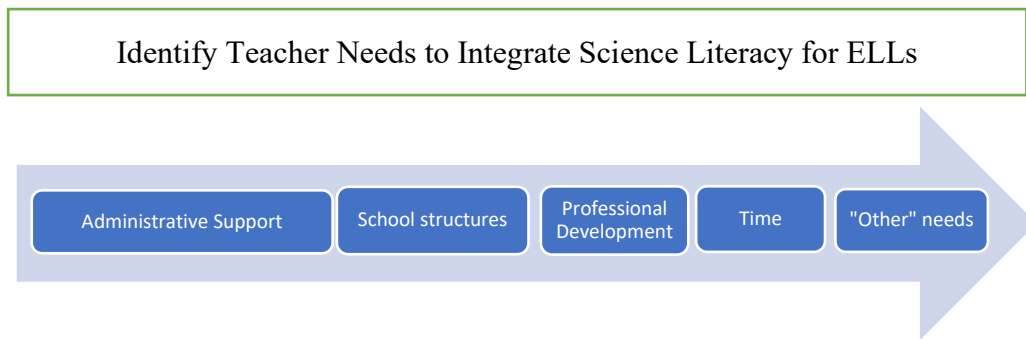 Identify Teacher Needs to Integrate Science Literacy for ELLs
Administrative Support
School structures
Professional
Development
Time
"Other" needs